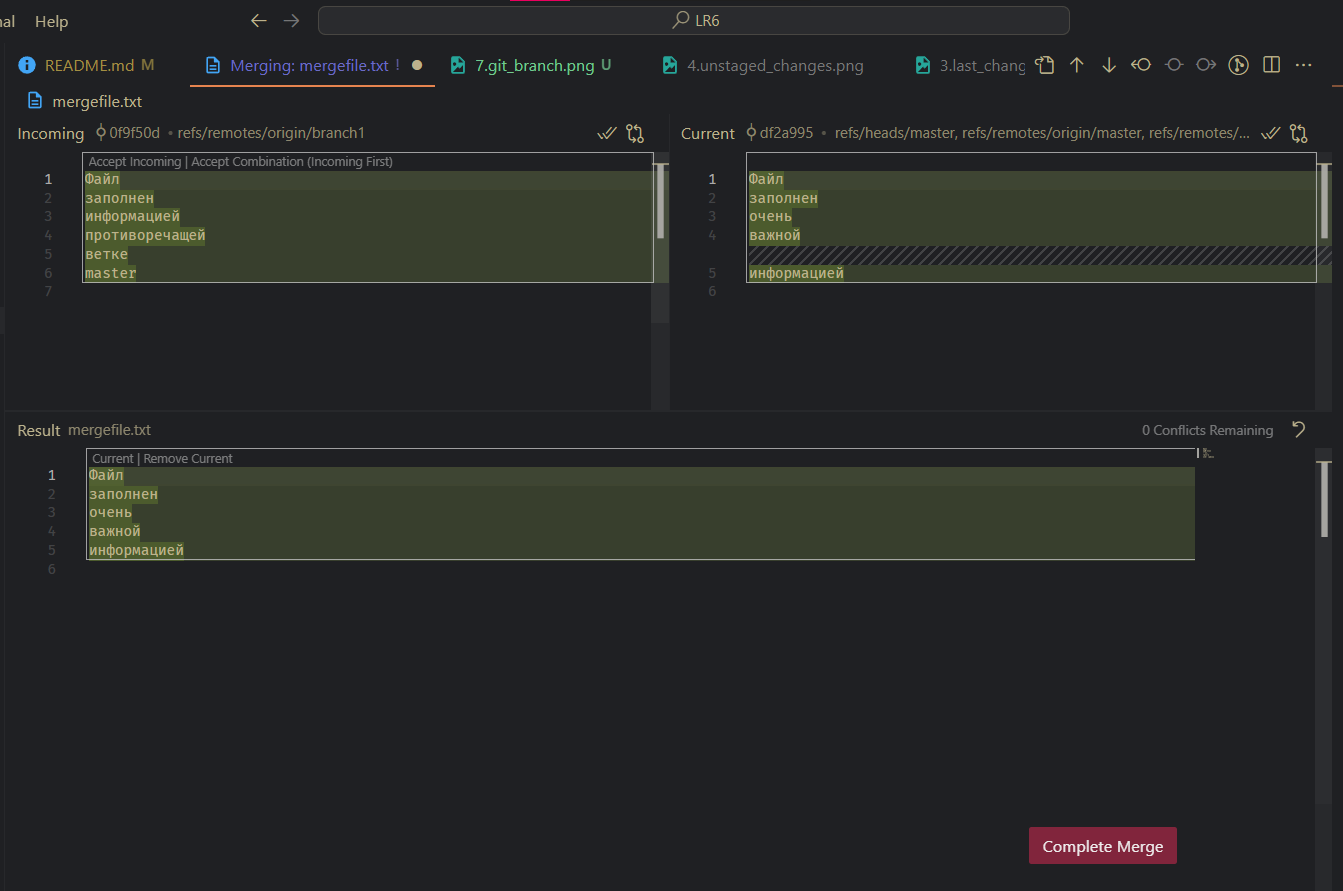 al Help LR6
README.md M Merging: mergefile.txt ! 7.git_branch.png U 4.unstaged_changes.png 3.last_chang
mergefile.txt
Incoming 0f9f50d • refs/remotes/origin/branch1
Accept Incoming | Accept Combination (Incoming First)
1 Файл
2 заполнен
3 информацией
4 противоречащей
5 ветке
6 master
7
Current df2a995 • refs/heads/master, refs/remotes/origin/master, refs/remotes/...
1 Файл
2 заполнен
3 очень
4 важной
5 информацией
6
Result mergefile.txt 0 Conflicts Remaining
Current | Remove Current
1 Файл
2 заполнен
3 очень
4 важной
5 информацией
6
Complete Merge